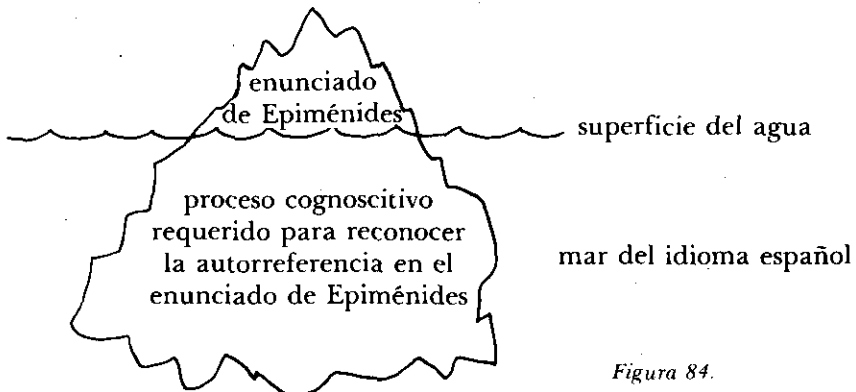 enunciado
de Epiménides
superficie del agua
proceso cognoscitivo
requerido para reconocer
la autorreferencia en el
enunciado de Epiménides
mar del idioma español
Figura 84.